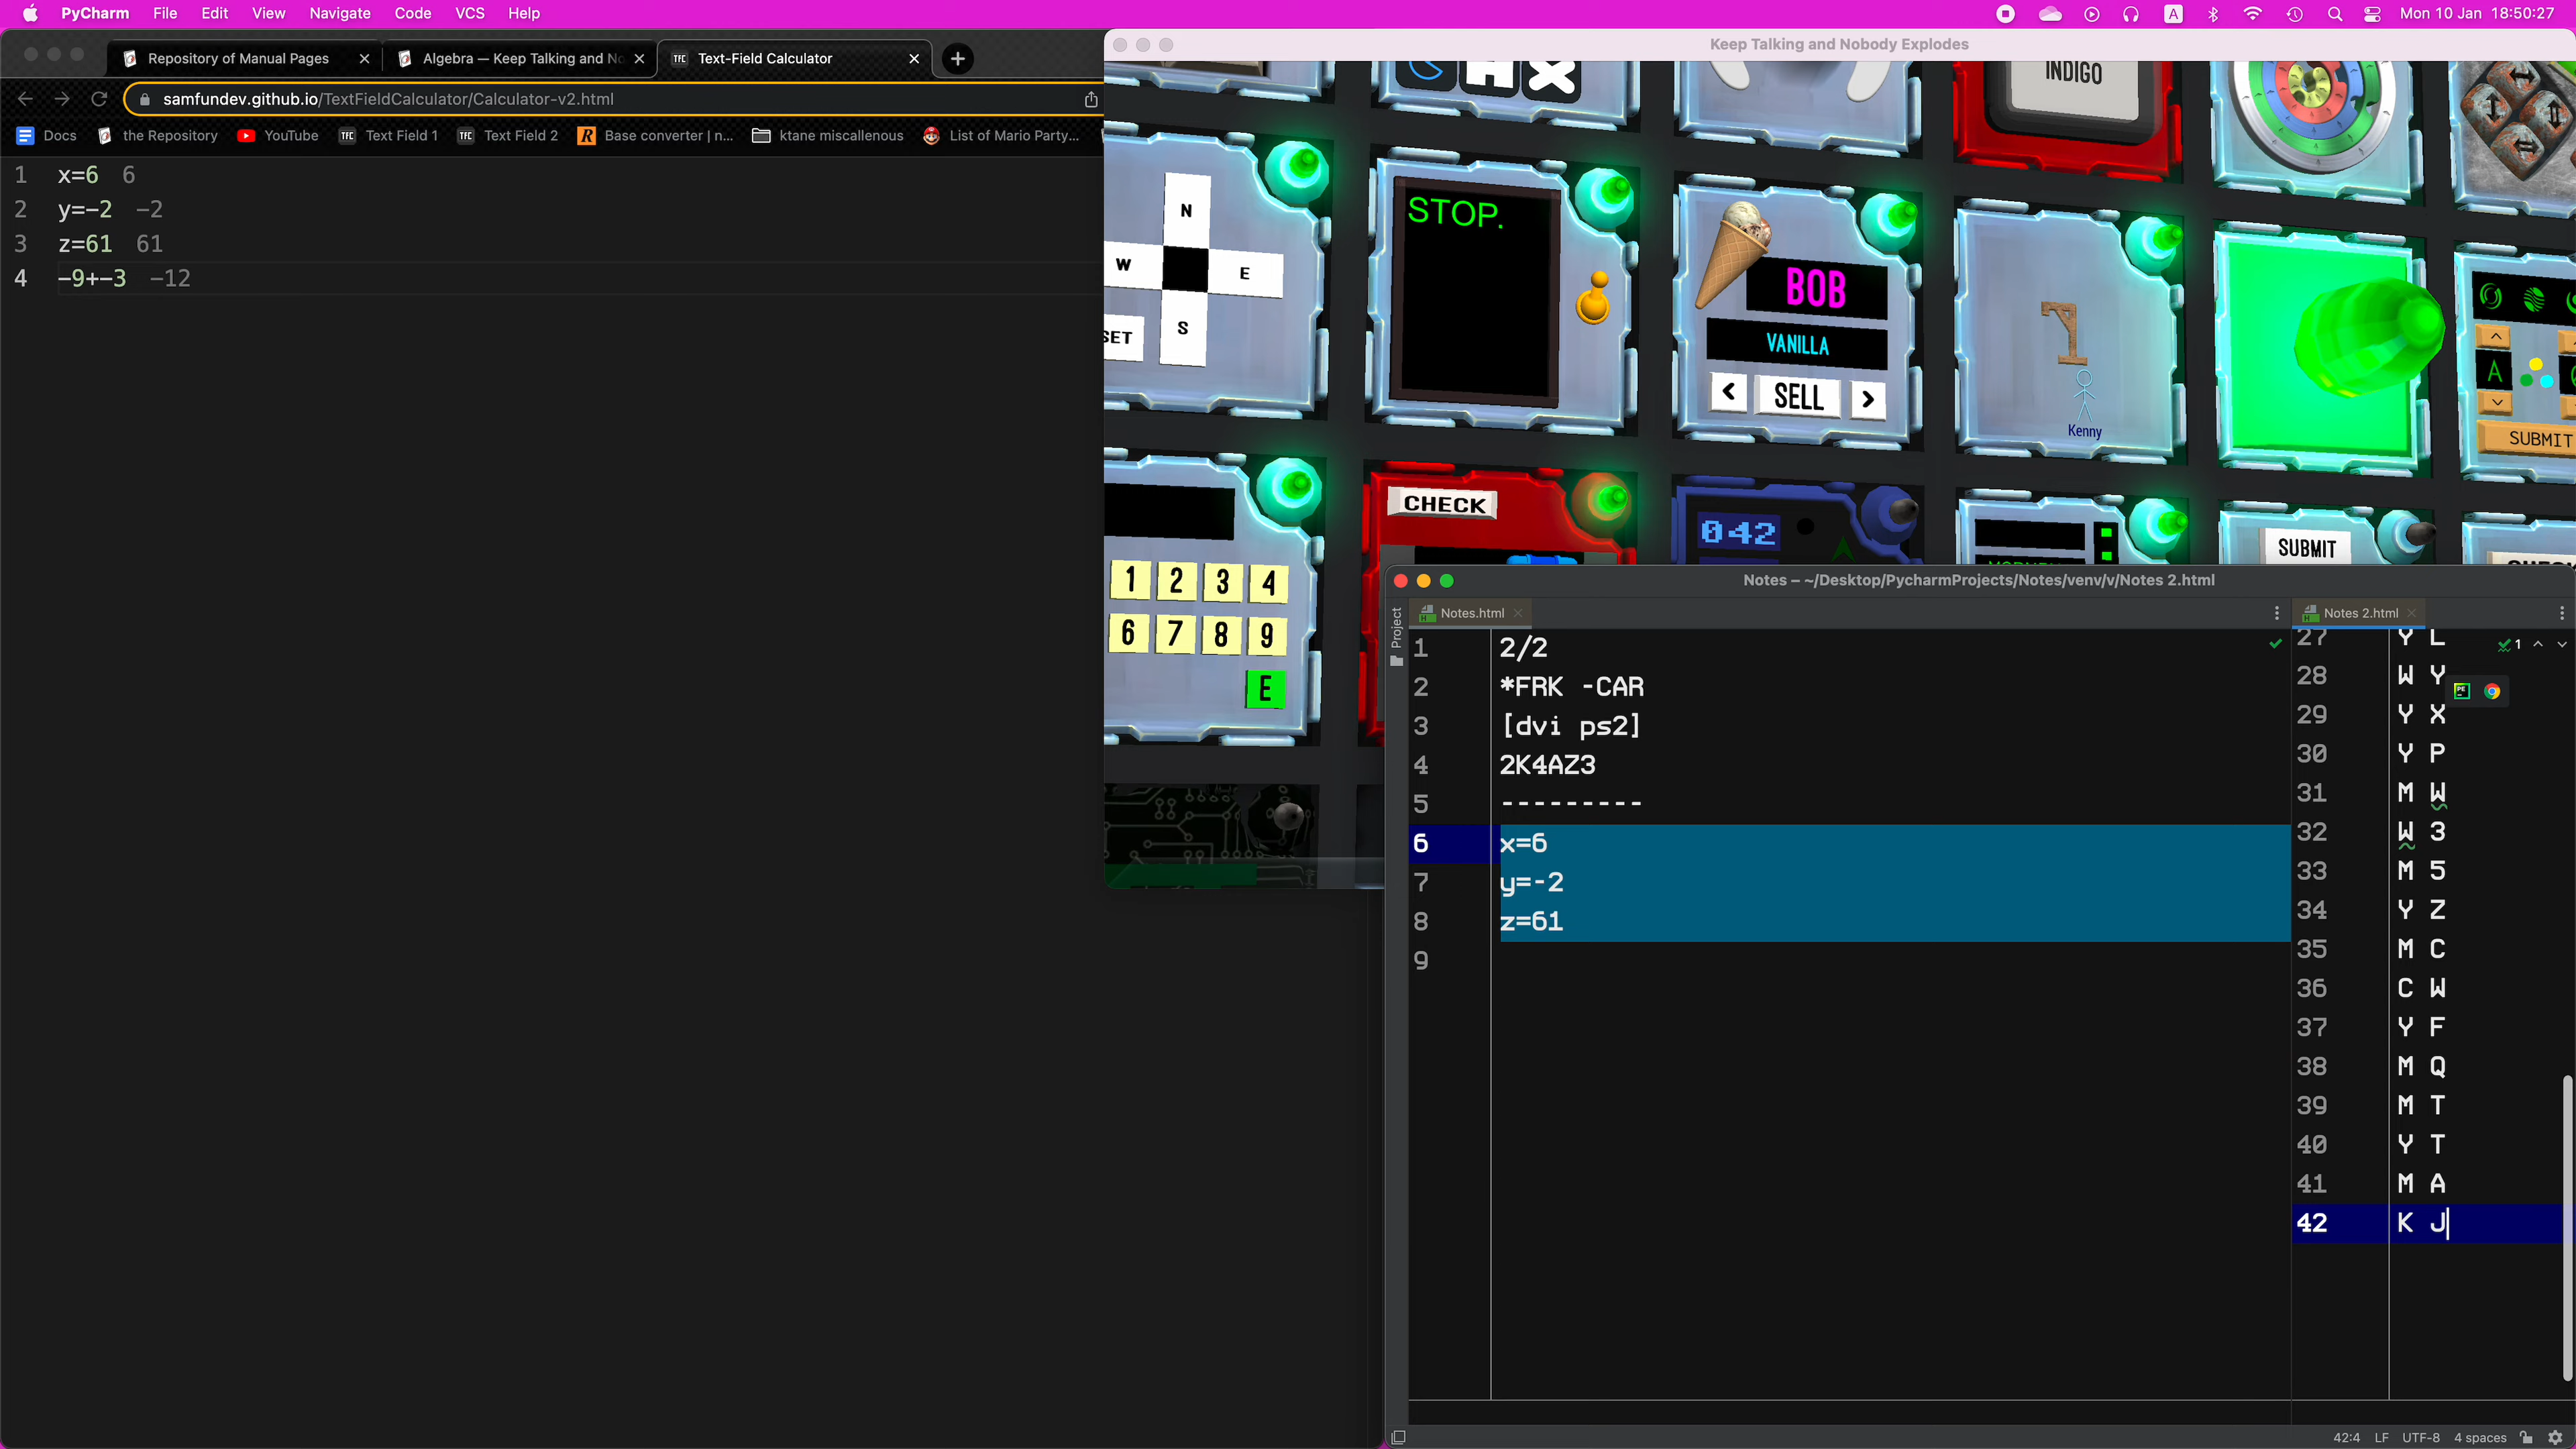 PyCharm File Edit View Navigate Code VCS Help
A Mon 10 Jan 18:50:27
Repository of Manual Pages
Algebra — Keep Talking and No
TFC Text-Field Calculator
samfundev.github.io/TextFieldCalculator/Calculator-v2.html
Docs the Repository YouTube TFC Text Field 1 TFC Text Field 2 Base converter | n... ktane miscallenous List of Mario Party...
1 x=6 6
2 y=-2 -2
3 z=61 61
4 -9+-3 -12
Keep Talking and Nobody Explodes
INDIGO
N
W
E
S
SET
STOP.
BOB
VANILLA
< SELL >
Kenny
A
SUBMIT
1 2 3 4
6 7 8 9
E
CHECK
042
SUBMIT
Notes – ~/Desktop/PycharmProjects/Notes/venv/v/Notes 2.html
Project
Notes.html
1 2/2
2 *FRK -CAR
3 [dvi ps2]
4 2K4AZ3
5 ---------
6 x=6
7 y=-2
8 z=61
9
Notes 2.html
1
27 Y L
28 W Y
29 Y X
30 Y P
31 M W
32 W 3
33 M 5
34 Y Z
35 M C
36 C W
37 Y F
38 M Q
39 M T
40 Y T
41 M A
42 K J
42:4 LF UTF-8 4 spaces